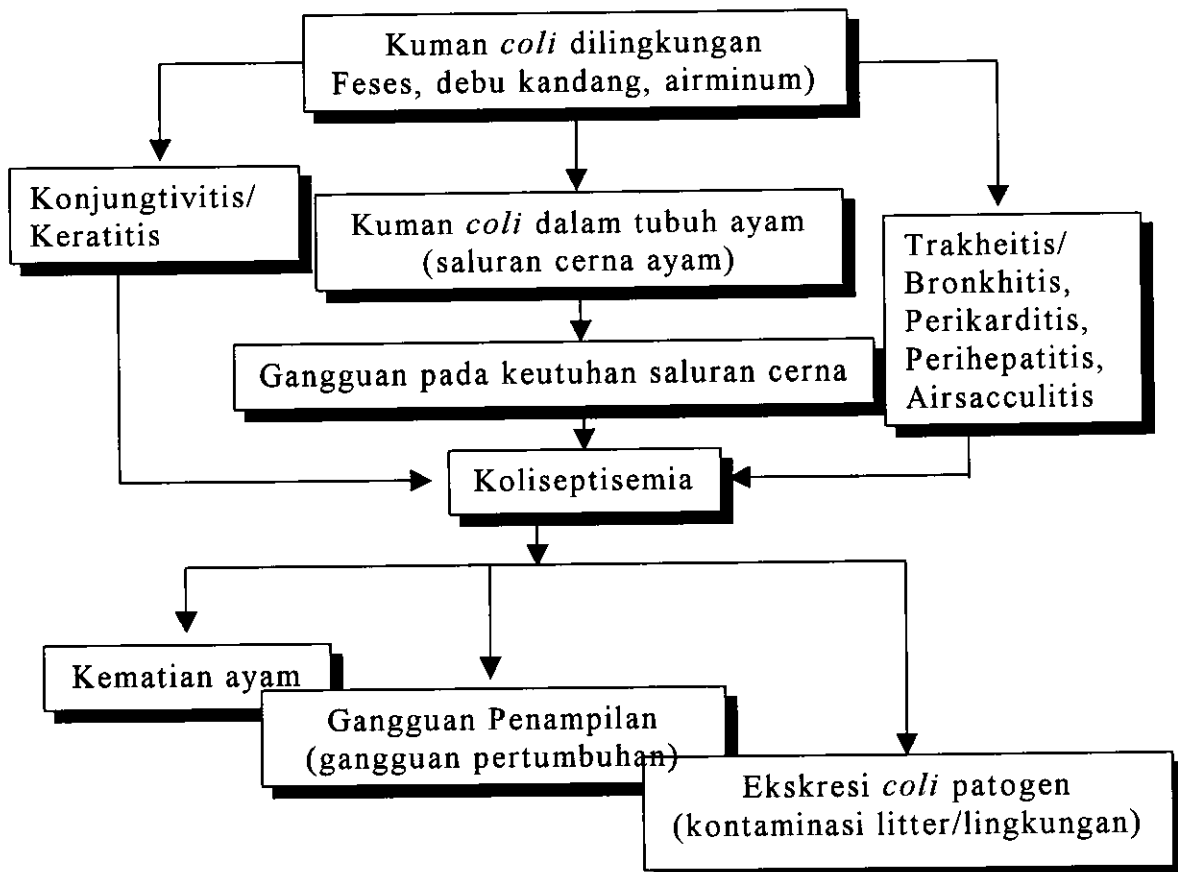 Kuman coli dilingkungan
Feses, debu kandang, airminum)
Konjungtivitis/
Keratitis
Kuman coli dalam tubuh ayam
(saluran cerna ayam)
Trakheitis/
Bronkhitis,
Perikarditis,
Perihepatitis,
Airsacculitis
Gangguan pada keutuhan saluran cerna
Koliseptisemia
Kematian ayam
Gangguan Penampilan
(gangguan pertumbuhan)
Ekskresi coli patogen
(kontaminasi litter/lingkungan)